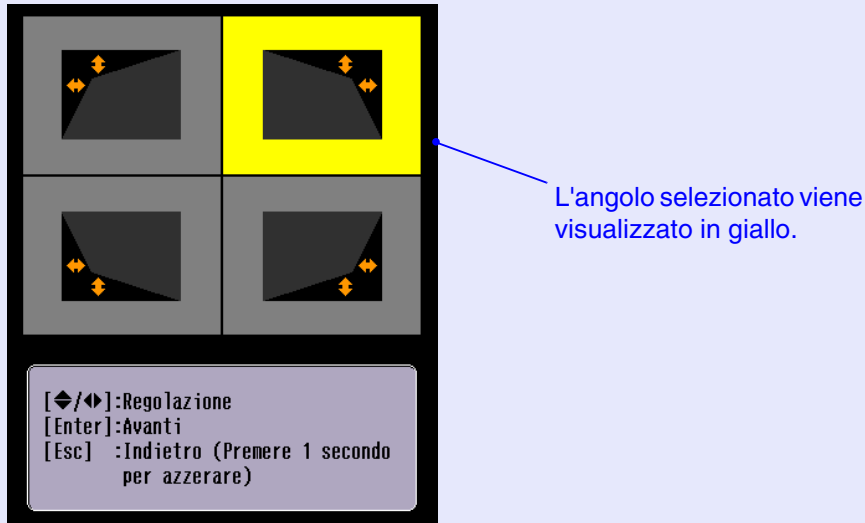 L'angolo selezionato viene
visualizzato in giallo.
[◆/◆]:Regolazione
[Enter]:Avanti
[Esc] :Indietro (Premere 1 secondo
per azzerare)